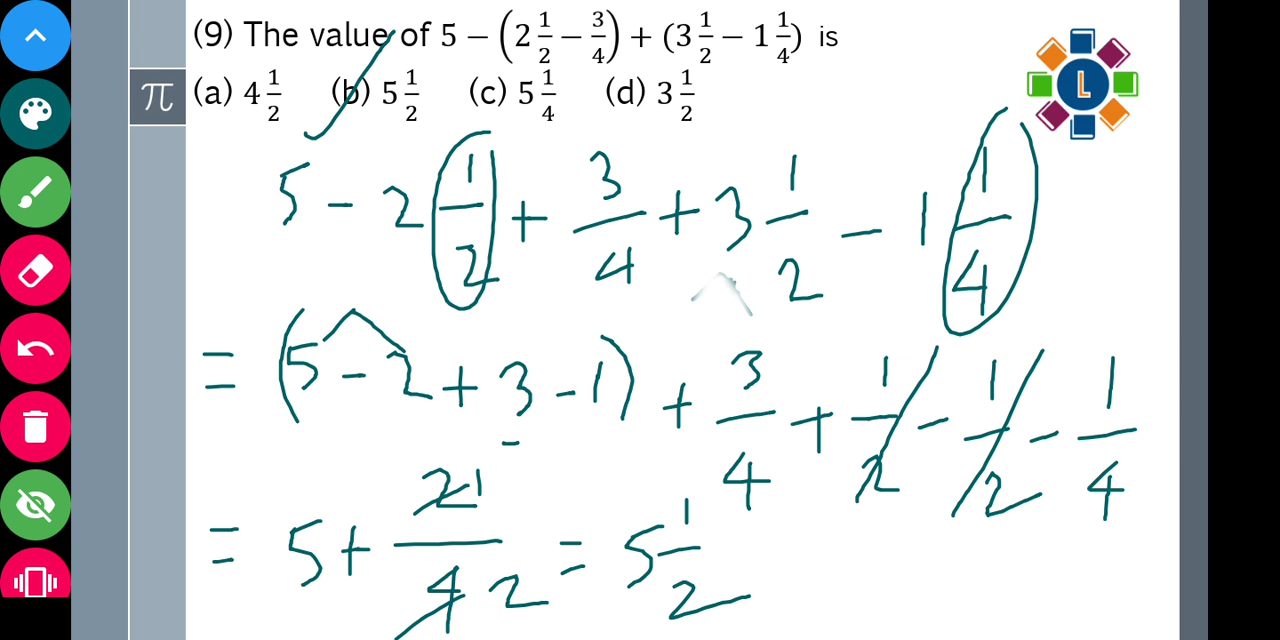 (9) The value of 5 − (2 1/2 − 3/4) + (3 1/2 − 1 1/4) is
π
(a) 4 1/2 (b) 5 1/2 (c) 5 1/4 (d) 3 1/2
L
5 − 2 1/2 + 3/4 + 3 1/2 − 1 1/4
= (5 − 2 + 3 − 1) + 3/4 + 1/2 − 1/2 − 1/4
= 5 + 2 1/4 2 = 5 1/2